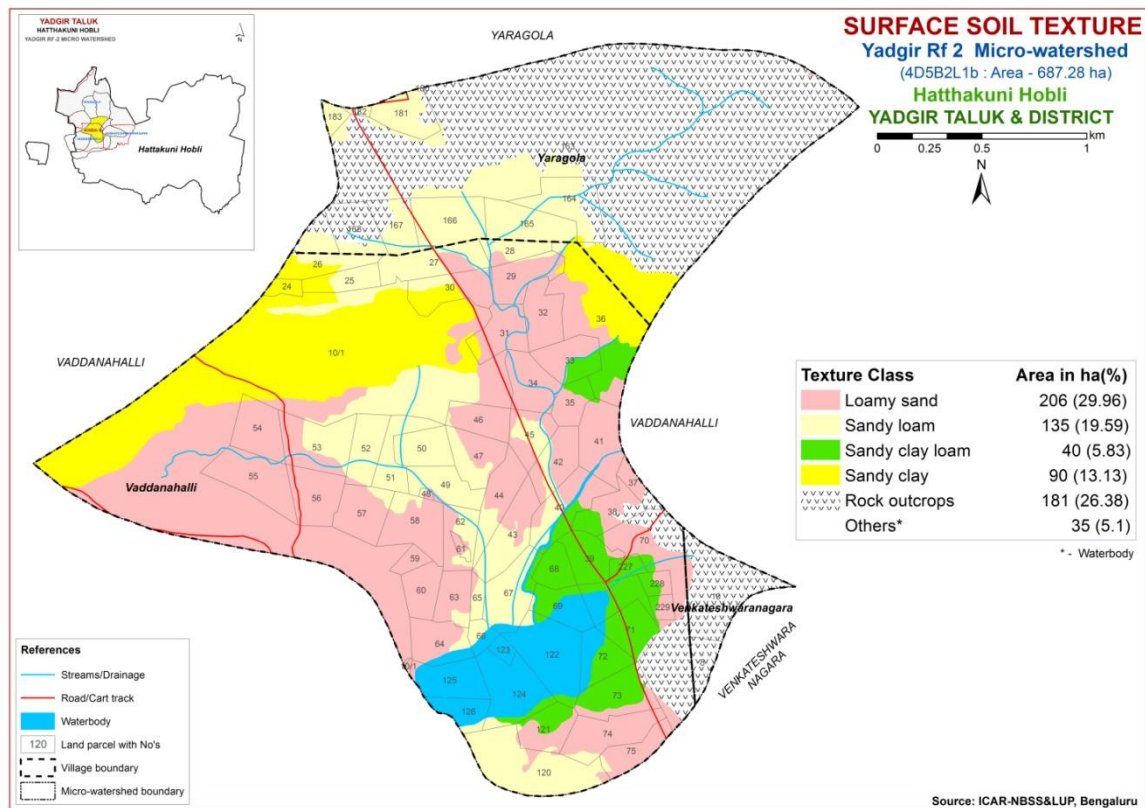 YADGIR TALUK
HATTHAKUNI HOBLI
YADGIR RF-2 MICRO WATERSHED
N
Hattakuni Hobli
SURFACE SOIL TEXTURE
Yadgir Rf 2 Micro-watershed
(4D5B2L1b : Area - 687.28 ha)
Hatthakuni Hobli
YADGIR TALUK & DISTRICT
0 0.25 0.5 1 km
N
YARAGOLA
183
182
181
163
Yaragola
164
168
167
166
165
28
27
26
25
24
29
30
32
36
31
10/1
33
34
VADDANAHALLI
35
54
46
45
VADDANAHALLI
53
52
50
47
41
42
55
51
49
37
Vaddanahalli
56
48
44
40
38
57
58
62
43
70
61
39
59
68
227
60
63
65
67
228
69
229
19
Venkateshwaranagara
66
71
64
123
122
72
10/1
125
124
73
126
121
74
75
120
VENKATESHWARA
NAGARA
Texture Class Area in ha(%)
Loamy sand 206 (29.96)
Sandy loam 135 (19.59)
Sandy clay loam 40 (5.83)
Sandy clay 90 (13.13)
Rock outcrops 181 (26.38)
Others* 35 (5.1)
* - Waterbody
References
Streams/Drainage
Road/Cart track
Waterbody
120 Land parcel with No's
Village boundary
Micro-watershed boundary
Source: ICAR-NBSS&LUP, Bengaluru